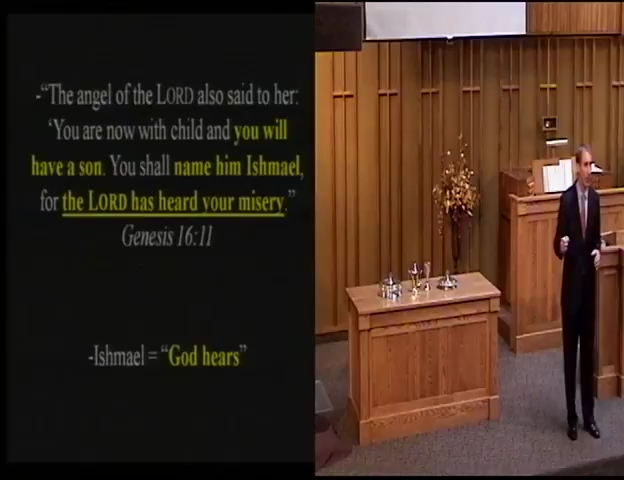 -“The angel of the LORD also said to her:
‘You are now with child and you will
have a son. You shall name him Ishmael,
for the LORD has heard your misery.”
Genesis 16:11
-Ishmael = “God hears”